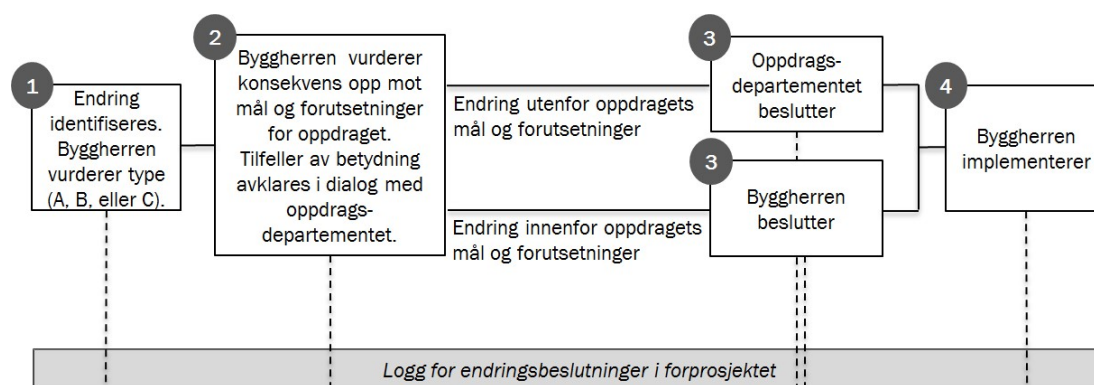 1
Endring
identifiseres.
Byggherren
vurderer type
(A, B, eller C).
2
Byggherren vurderer
konsekvens opp mot
mål og forutsetninger
for oppdraget.
Tilfeller av betydning
avklares i dialog med
oppdrags-
departementet.
Endring utenfor oppdragets
mål og forutsetninger
Endring innenfor oppdragets
mål og forutsetninger
3
Oppdrags-
departementet
beslutter
3
Byggherren
beslutter
4
Byggherren
implementerer
Logg for endringsbeslutninger i forprosjektet